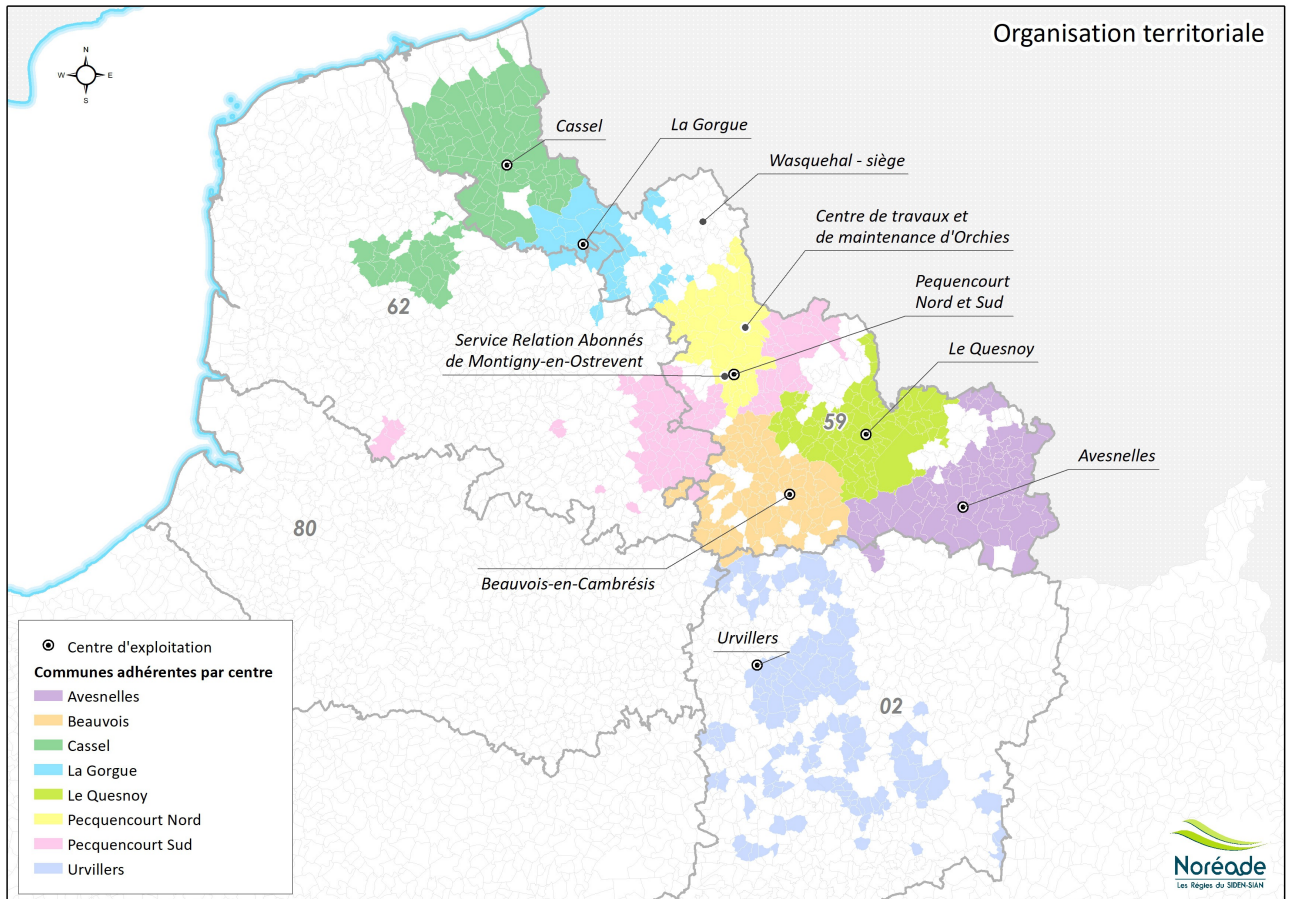 Organisation territoriale
N
W
E
S
Cassel
La Gorgue
Wasquehal - siège
Centre de travaux et
de maintenance d'Orchies
Pequencourt
Nord et Sud
62
Service Relation Abonnés
de Montigny-en-Ostrevent
Le Quesnoy
59
Avesnelles
80
Beauvois-en-Cambrésis
Urvillers
02
Centre d'exploitation
Communes adhérentes par centre
Avesnelles
Beauvois
Cassel
La Gorgue
Le Quesnoy
Pecquencourt Nord
Pecquencourt Sud
Urvillers
Noréade
Les Régies du SIDEN-SIAN